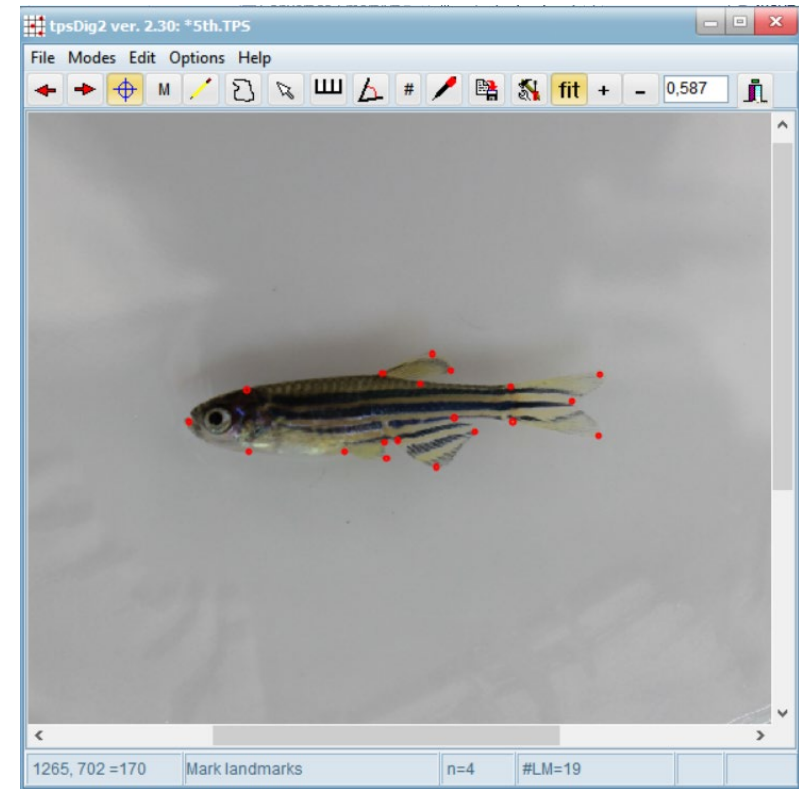 tpsDig2 ver. 2.30: *5th.TPS
File Modes Edit Options Help
M # fit + - 0,587
1265, 702 =170 Mark landmarks n=4 #LM=19